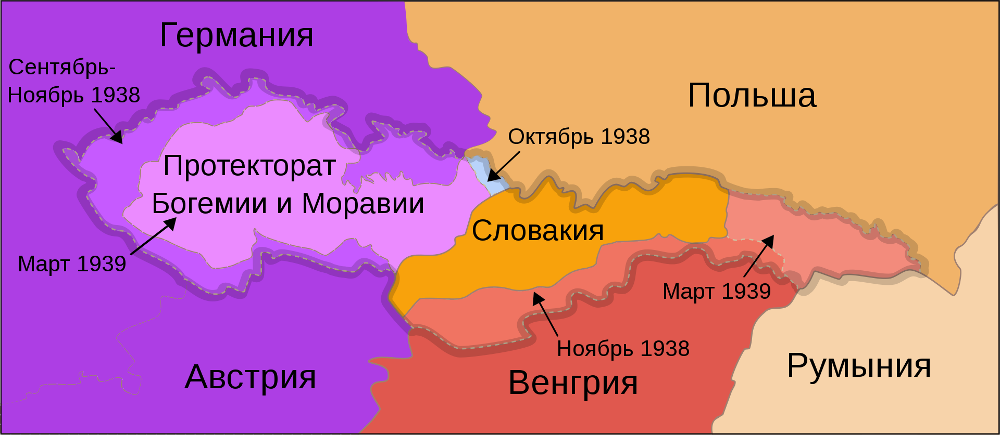 Германия
Сентябрь-
Ноябрь 1938
Польша
Октябрь 1938
Протекторат
Богемии и Моравии
Словакия
Март 1939
Март 1939
Ноябрь 1938
Австрия
Венгрия
Румыния